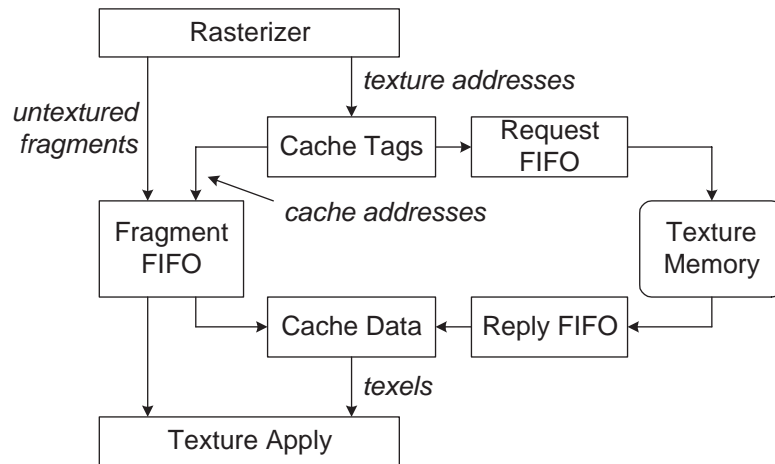 Rasterizer
texture addresses
untextured
fragments
Cache Tags
Request
FIFO
cache addresses
Fragment
FIFO
Texture
Memory
Cache Data
Reply FIFO
texels
Texture Apply